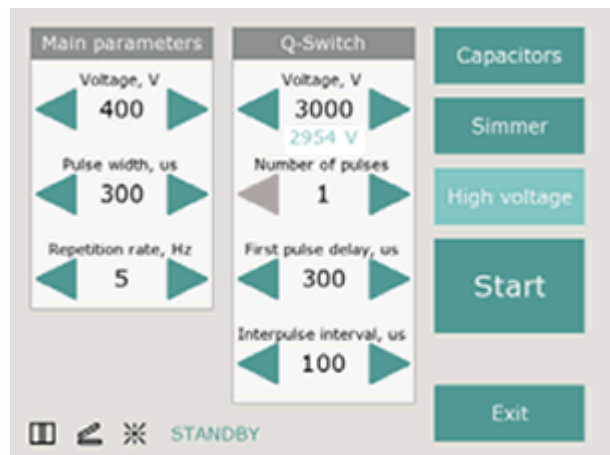 Main parameters
Voltage, V
400
Pulse width, us
300
Repetition rate, Hz
5
Q-Switch
Voltage, V
3000
2954 V
Number of pulses
1
First pulse delay, us
300
Interpulse interval, us
100
Capacitors
Simmer
High voltage
Start
Exit
STANDBY